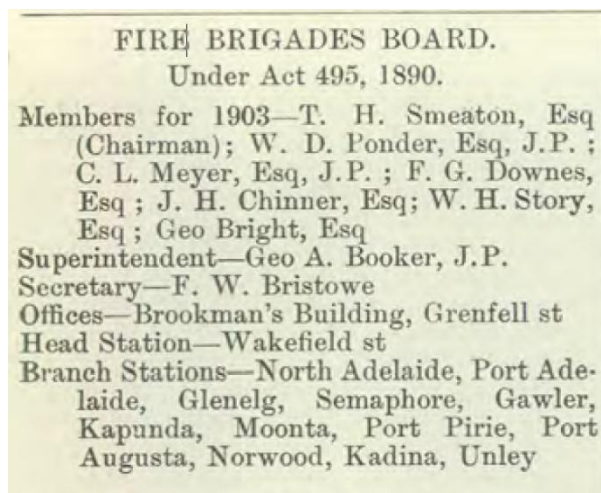 FIRE BRIGADES BOARD.
Under Act 495, 1890.
Members for 1903—T. H. Smeaton, Esq
(Chairman); W. D. Ponder, Esq, J.P. ;
C. L. Meyer, Esq, J.P. ; F. G. Downes,
Esq ; J. H. Chinner, Esq; W. H. Story,
Esq ; Geo Bright, Esq
Superintendent—Geo A. Booker, J.P.
Secretary—F. W. Bristowe
Offices—Brookman's Building, Grenfell st
Head Station—Wakefield st
Branch Stations—North Adelaide, Port Ade-
laide, Glenelg, Semaphore, Gawler,
Kapunda, Moonta, Port Pirie, Port
Augusta, Norwood, Kadina, Unley